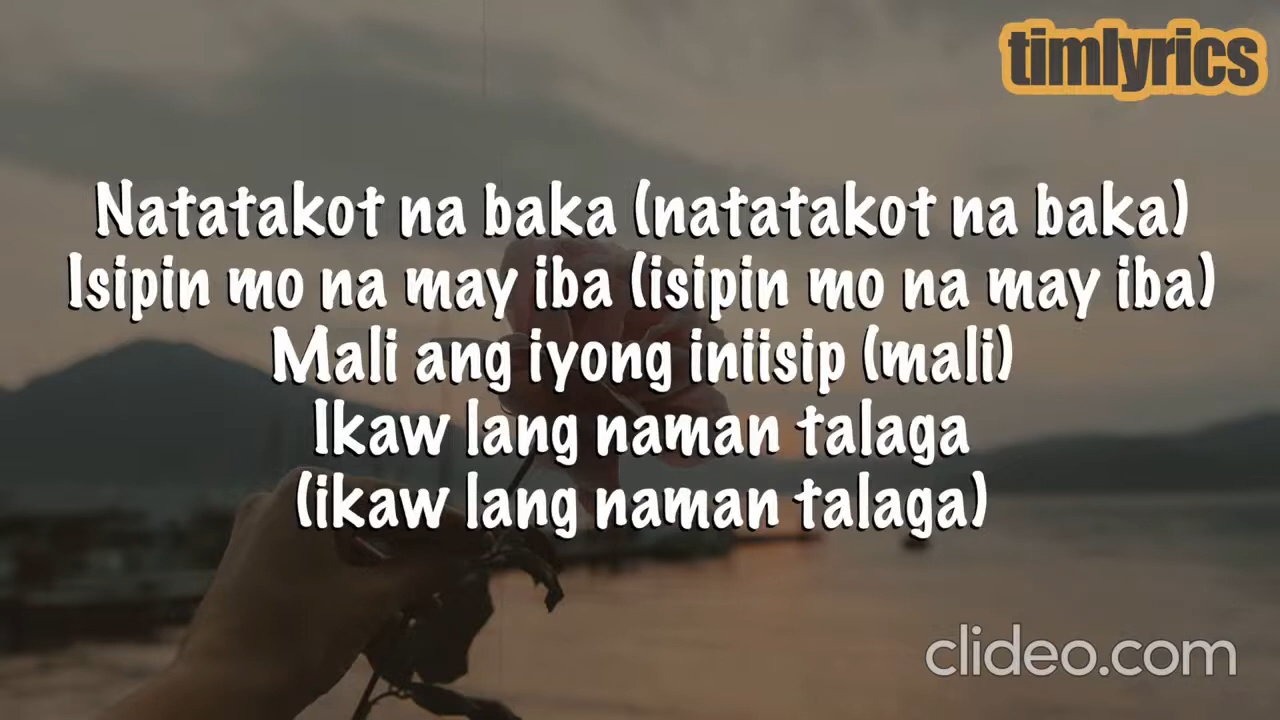 timlyrics
Natatakot na baka (natatakot na baka)
Isipin mo na may iba (isipin mo na may iba)
Mali ang iyong iniisip (mali)
Ikaw lang naman talaga
(ikaw lang naman talaga)
clideo.com